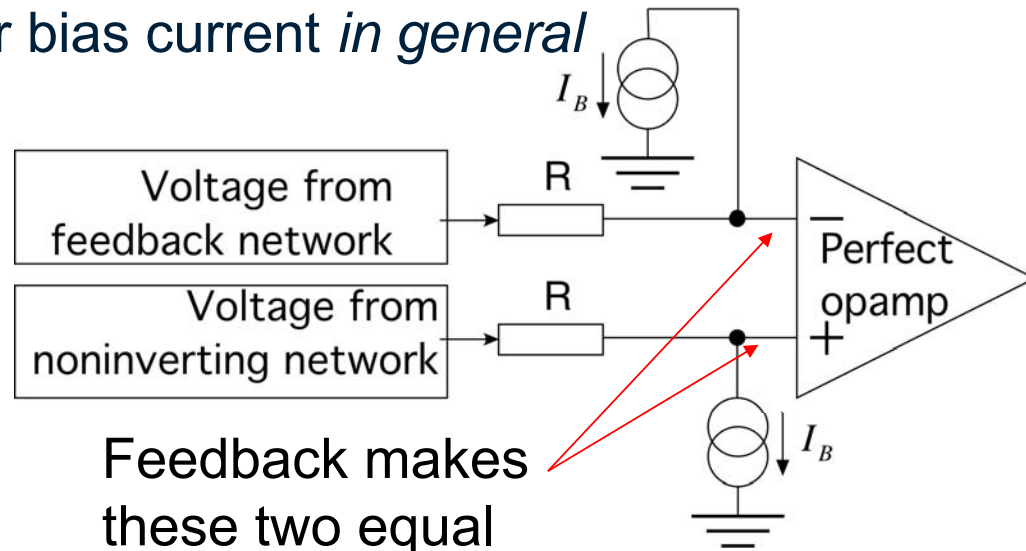 r bias current in general
I_B
Voltage from
feedback network
R
−
Perfect
opamp
+
Voltage from
noninverting network
R
I_B
Feedback makes
these two equal